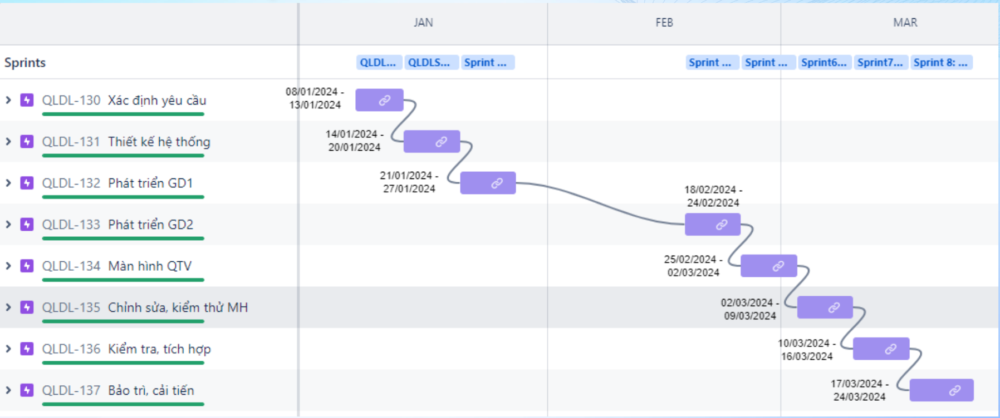 JAN FEB MAR
Sprints QLDL... QLDLS... Sprint ... Sprint ... Sprint ... Sprint6... Sprint7... Sprint 8: ...
QLDL-130 Xác định yêu cầu
08/01/2024 -
13/01/2024
QLDL-131 Thiết kế hệ thống
14/01/2024 -
20/01/2024
QLDL-132 Phát triển GD1
21/01/2024 -
27/01/2024
QLDL-133 Phát triển GD2
18/02/2024 -
24/02/2024
QLDL-134 Màn hình QTV
25/02/2024 -
02/03/2024
QLDL-135 Chỉnh sửa, kiểm thử MH
02/03/2024 -
09/03/2024
QLDL-136 Kiểm tra, tích hợp
10/03/2024 -
16/03/2024
QLDL-137 Bảo trì, cải tiến
17/03/2024 -
24/03/2024